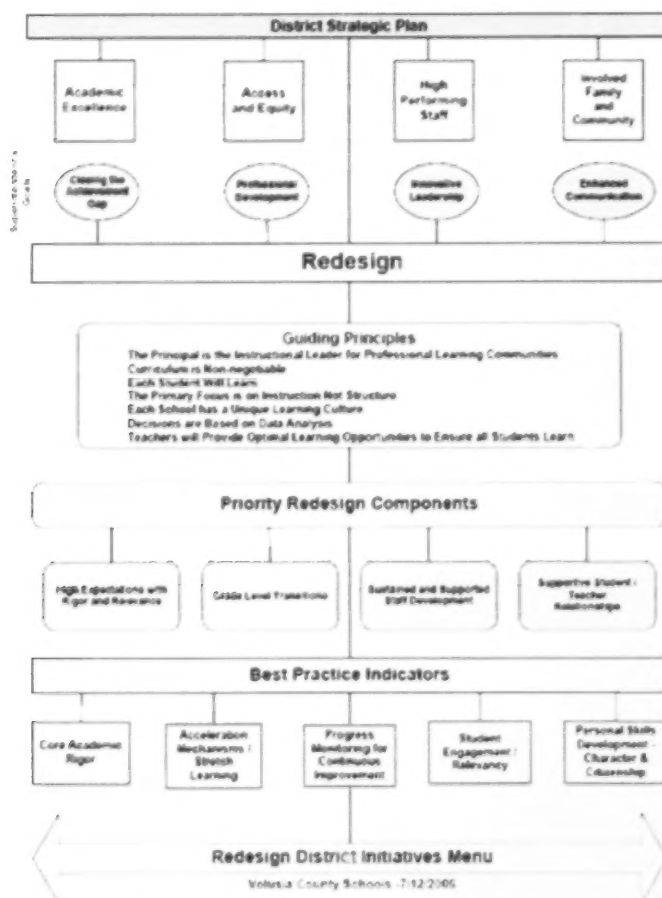 District Strategic Plan
Academic
Excellence
Access
and Equity
High
Performing
Staff
Involved
Family
and
Community
Goals
Closing the
Achievement
Gap
Professional
Development
Innovative
Leadership
Enhanced
Communication
Redesign
Guiding Principles
The Principal is the Instructional Leader for Professional Learning Communities
Curriculum is Non-negotiable
Each Student Will Learn
The Primary Focus is on Instruction Not Structure
Each School has a Unique Learning Culture
Decisions are Based on Data Analysis
Teachers will Provide Optimal Learning Opportunities to Ensure all Students Learn
Priority Redesign Components
High Expectations with
Rigor and Relevance
Grade Level Transitions
Sustained and Supported
Staff Development
Supportive Student /
Teacher
Relationships
Best Practice Indicators
Core Academic
Rigor
Acceleration
Mechanisms /
Stretch
Learning
Progress
Monitoring for
Continuous
Improvement
Student
Engagement /
Relevancy
Personal Skills
Development -
Character &
Citizenship
Redesign District Initiatives Menu
Volusia County Schools -7/12/2005